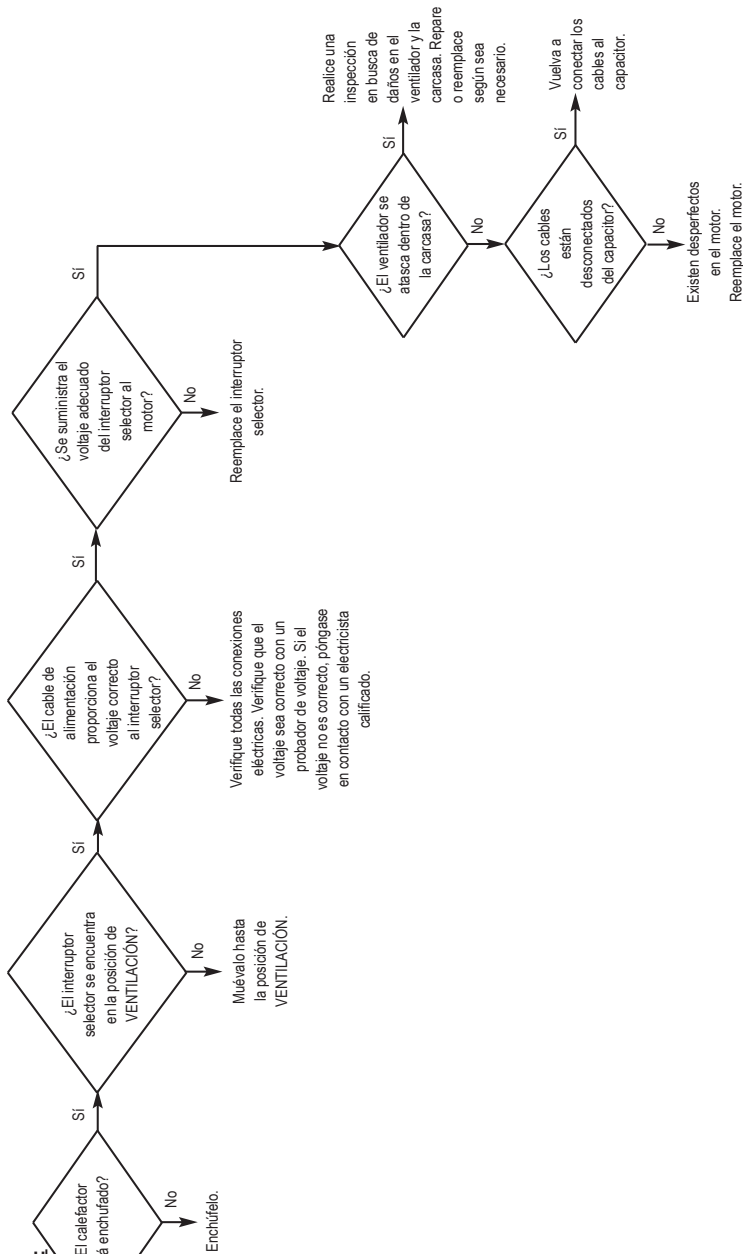 El calefactor
enchufado?
Sí
No
Enchúfelo.
¿El interruptor
selector se encuentra
en la posición de
VENTILACIÓN?
Sí
No
Muévalo hasta
la posición de
VENTILACIÓN.
¿El cable de
alimentación
proporciona el
voltaje correcto
al interruptor
selector?
Sí
No
Verifique todas las conexiones
eléctricas. Verifique que el
voltaje sea correcto con un
probador de voltaje. Si el
voltaje no es correcto, póngase
en contacto con un electricista
calificado.
¿Se suministra el
voltaje adecuado
del interruptor
selector al
motor?
Sí
No
Reemplace el interruptor
selector.
¿El ventilador se
atasca dentro de
la carcasa?
Sí
Realice una
inspección
en busca de
daños en el
ventilador y la
carcasa. Repare
o reemplace
según sea
necesario.
No
¿Los cables
están
desconectados
del capacitor?
Sí
Vuelva a
conectar los
cables al
capacitor.
No
Existen desperfectos
en el motor.
Reemplace el motor.